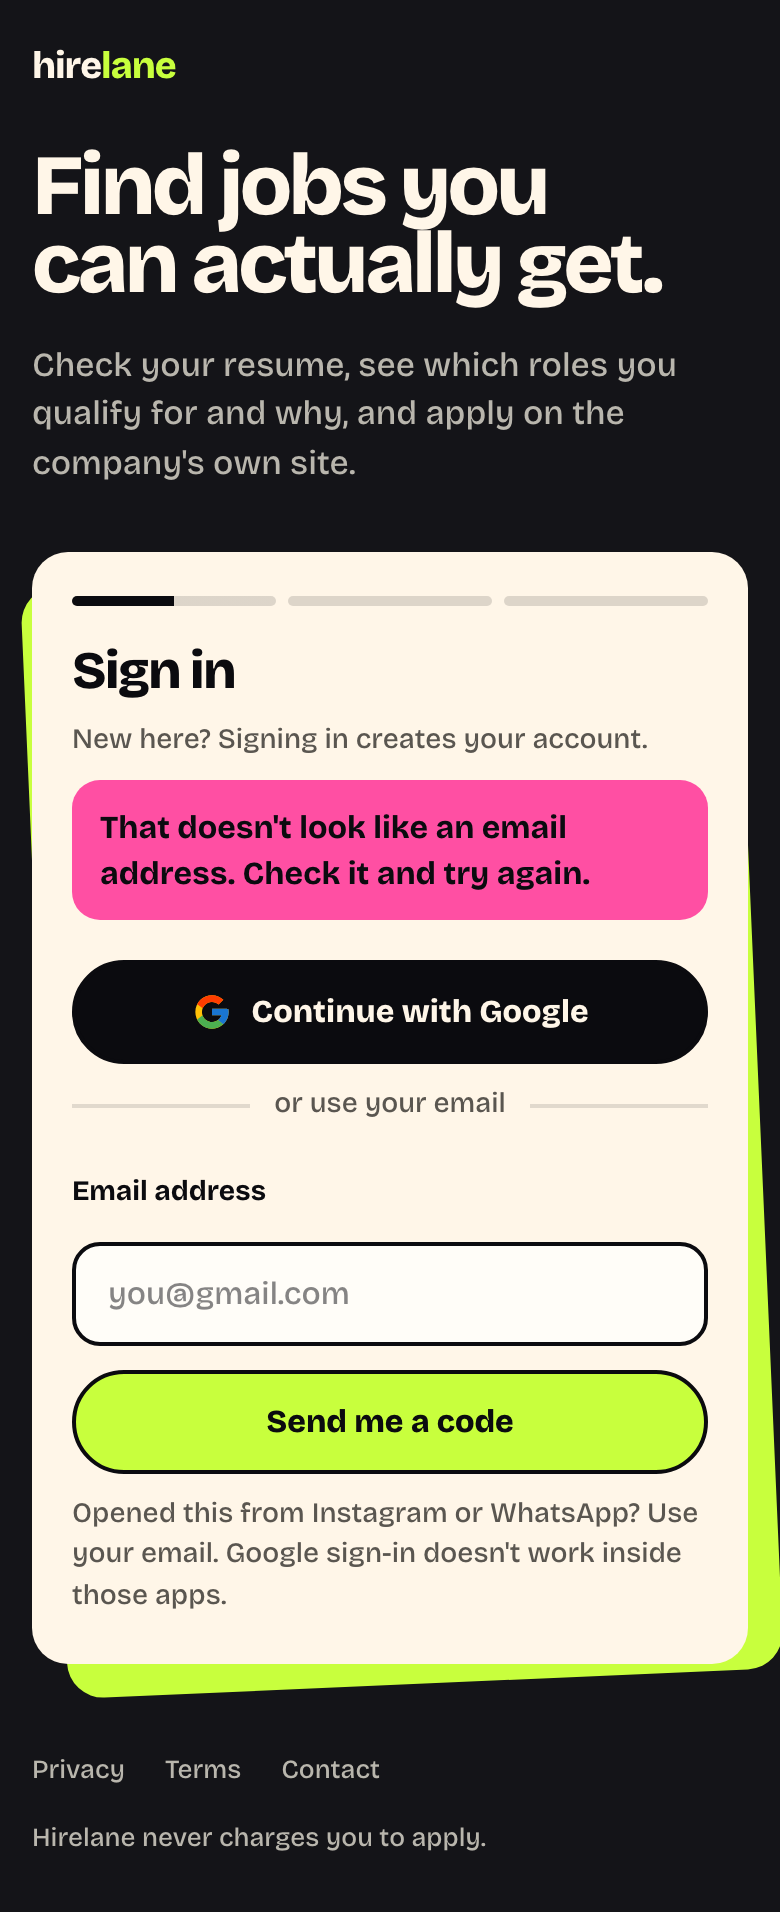 hirelane
Find jobs you
can actually get.
Check your resume, see which roles you
qualify for and why, and apply on the
company's own site.
Sign in
New here? Signing in creates your account.
That doesn't look like an email
address. Check it and try again.
Continue with Google
or use your email
Email address
you@gmail.com
Send me a code
Opened this from Instagram or WhatsApp? Use
your email. Google sign-in doesn't work inside
those apps.
Privacy Terms Contact
Hirelane never charges you to apply.